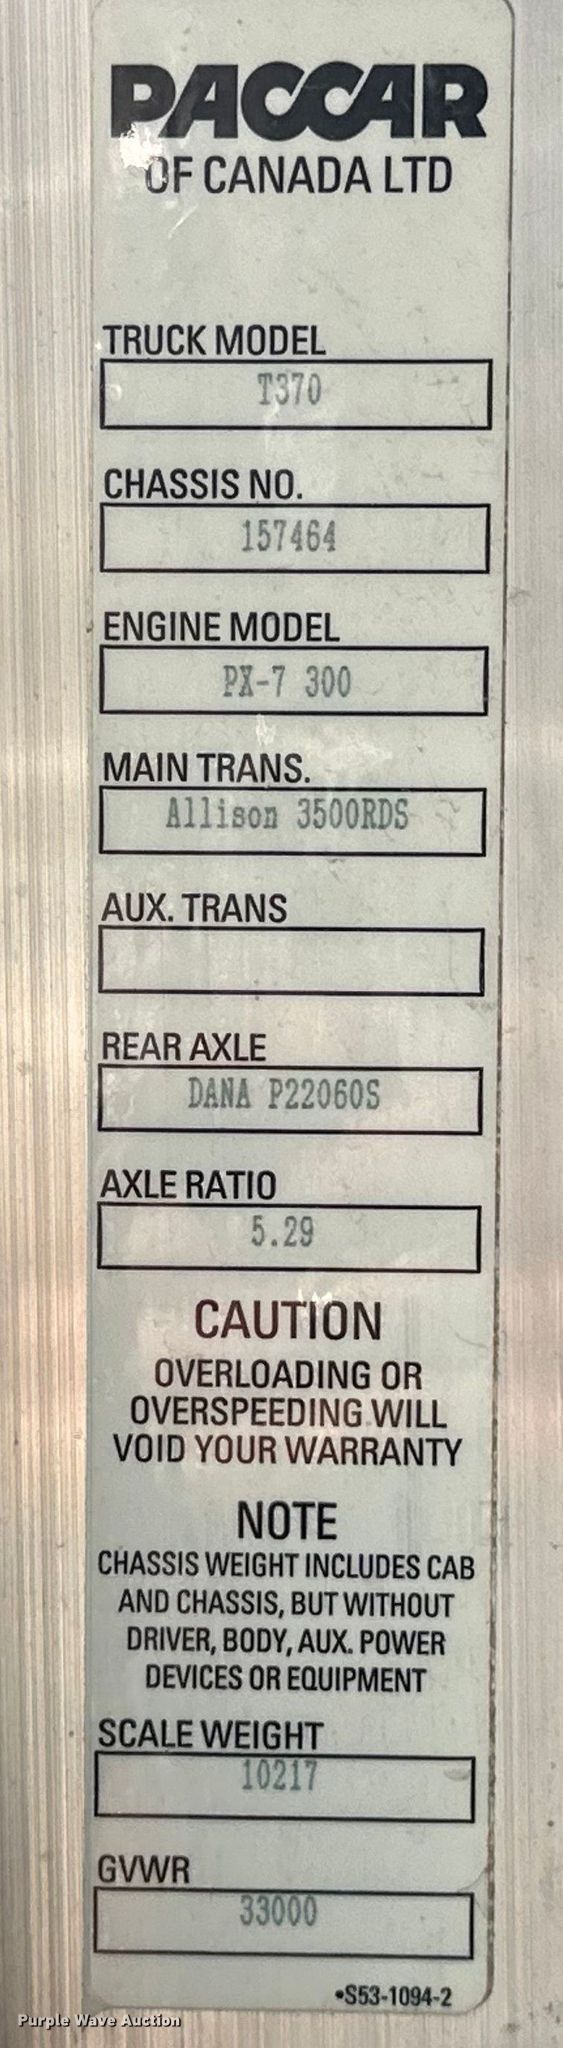 PACCAR
OF CANADA LTD
TRUCK MODEL
T370
CHASSIS NO.
157464
ENGINE MODEL
PX-7 300
MAIN TRANS.
Allison 3500RDS
AUX. TRANS
REAR AXLE
DANA P22060S
AXLE RATIO
5.29
CAUTION
OVERLOADING OR
OVERSPEEDING WILL
VOID YOUR WARRANTY
NOTE
CHASSIS WEIGHT INCLUDES CAB
AND CHASSIS, BUT WITHOUT
DRIVER, BODY, AUX. POWER
DEVICES OR EQUIPMENT
SCALE WEIGHT
10217
GVWR
33000
•S53-1094-2
Purple Wave Auction